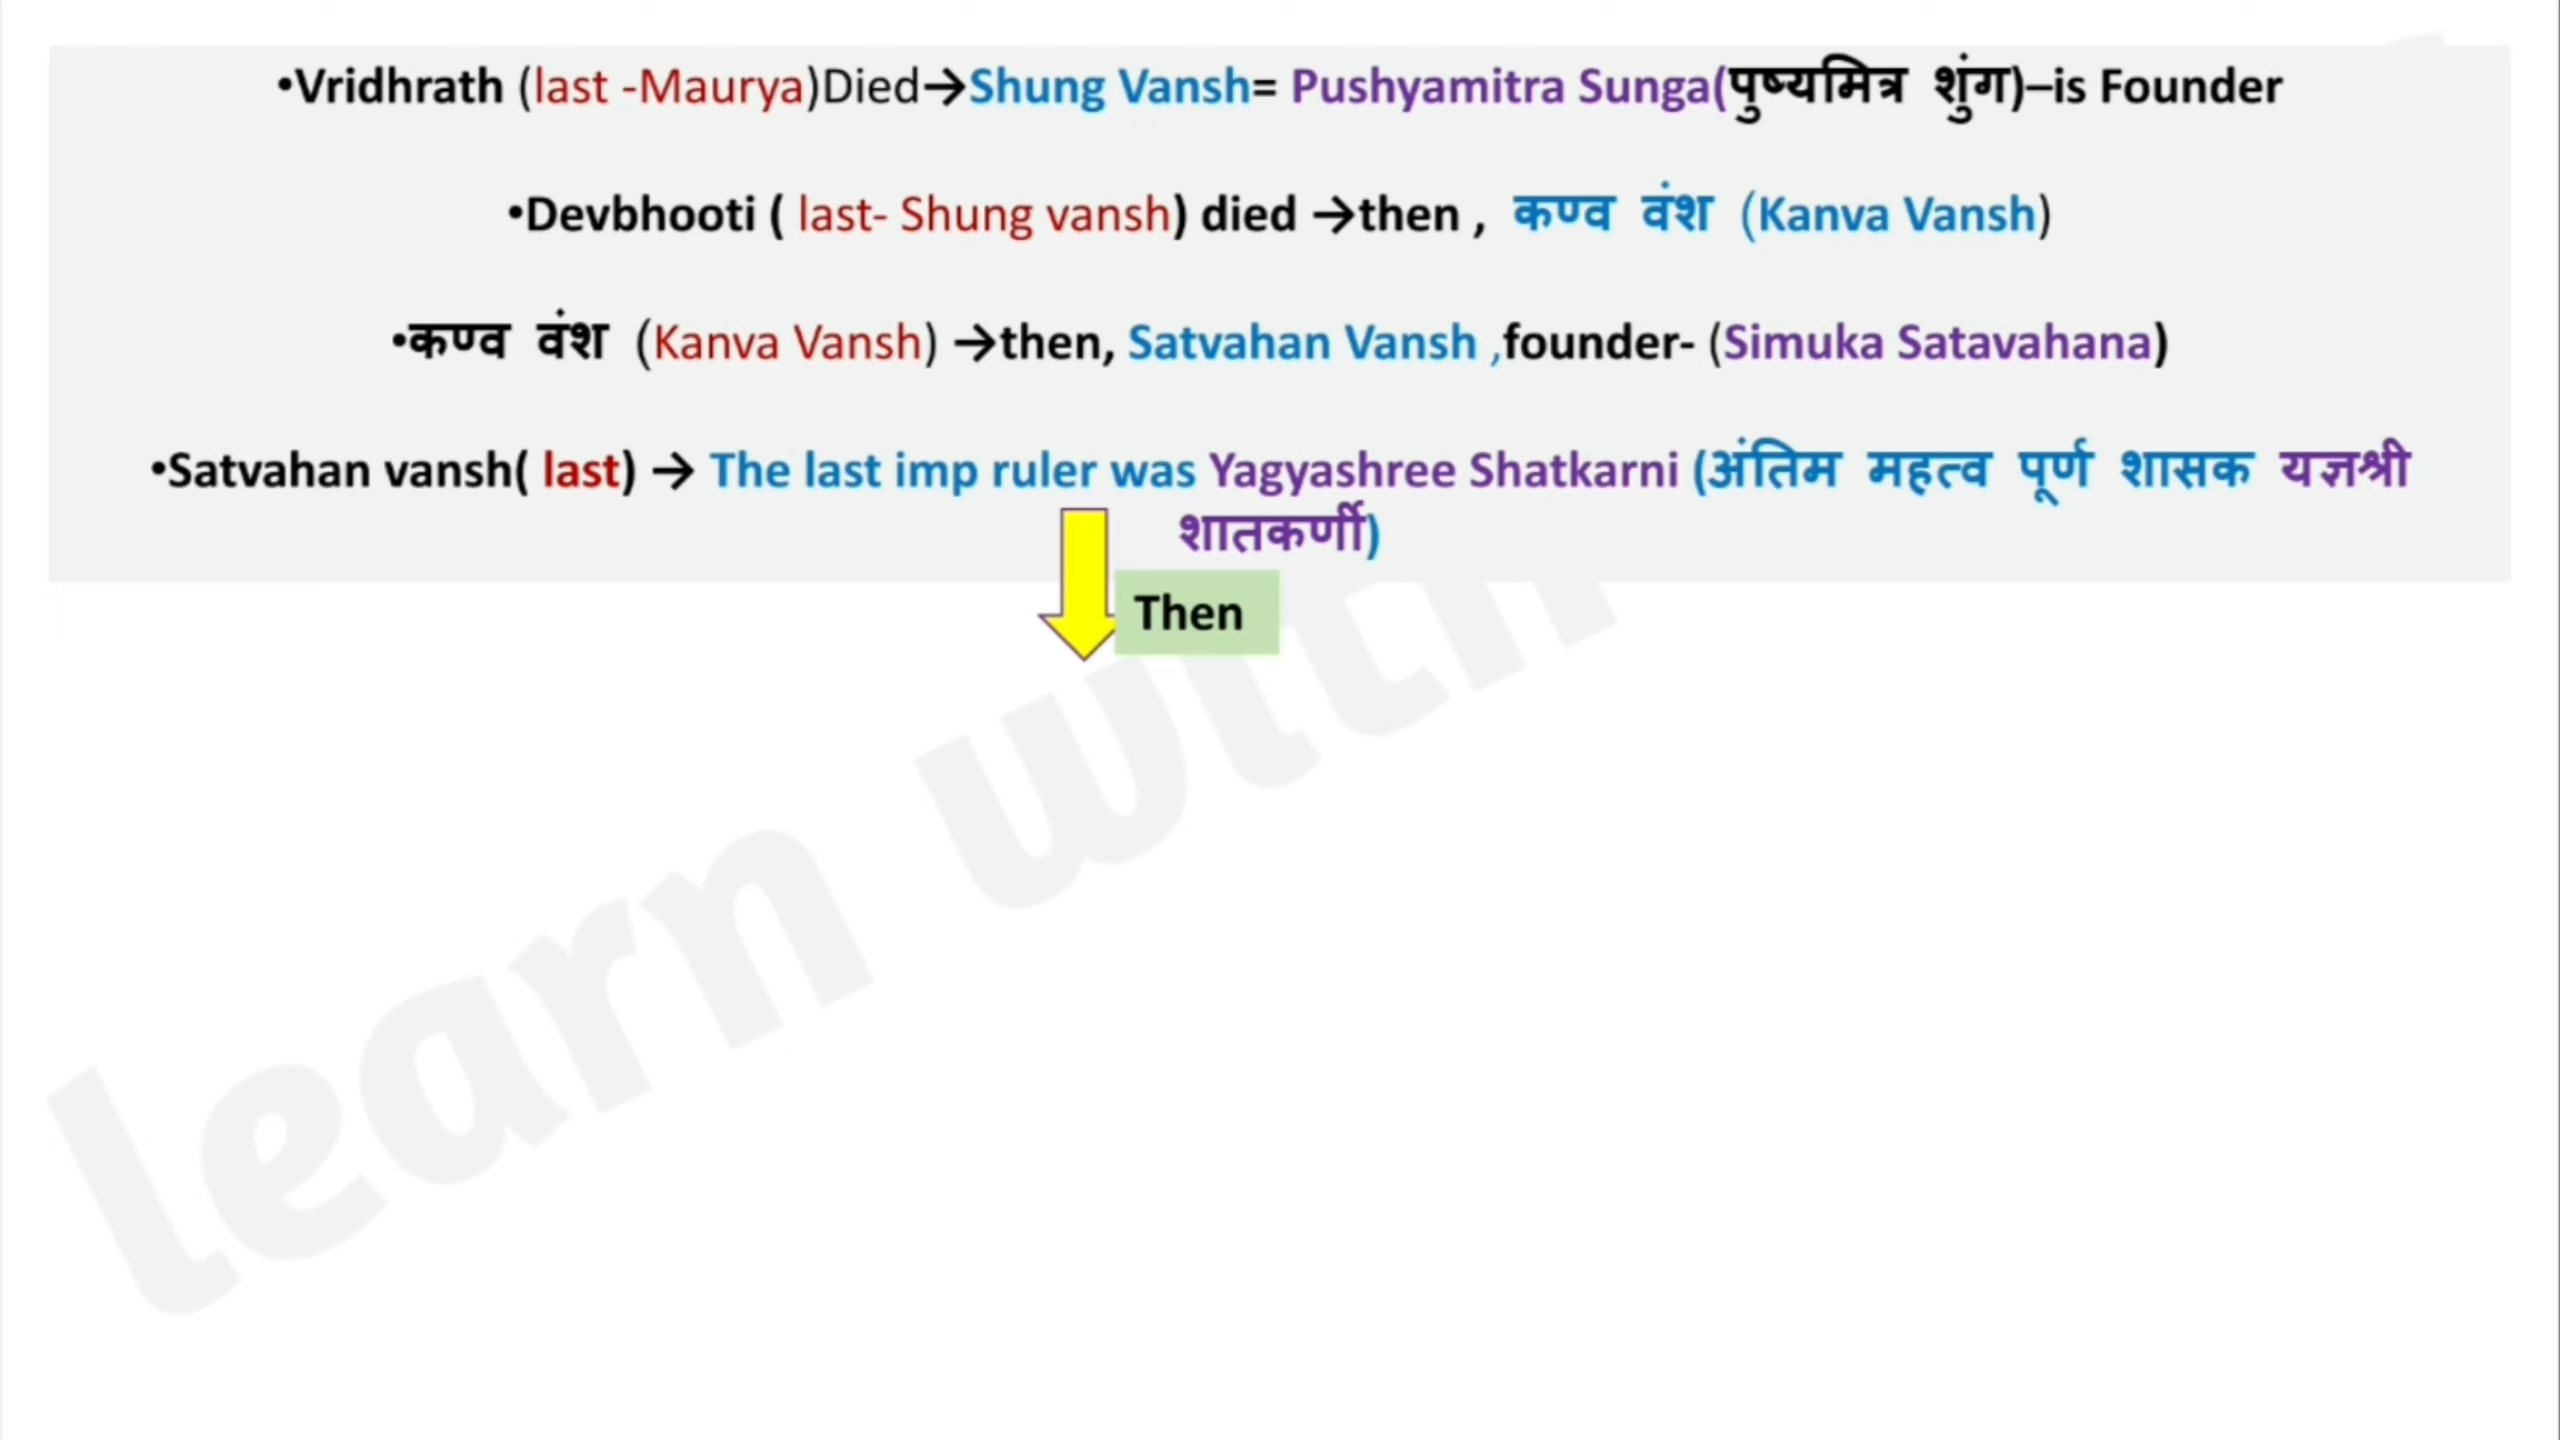 •Vridhrath (last -Maurya)Died→Shung Vansh= Pushyamitra Sunga(पुष्यमित्र शुंग)–is Founder
•Devbhooti ( last- Shung vansh) died →then , कण्व वंश (Kanva Vansh)
•कण्व वंश (Kanva Vansh) →then, Satvahan Vansh ,founder- (Simuka Satavahana)
•Satvahan vansh( last) → The last imp ruler was Yagyashree Shatkarni (अंतिम महत्व पूर्ण शासक यज्ञश्री
शातकर्णी)
Then
learn with